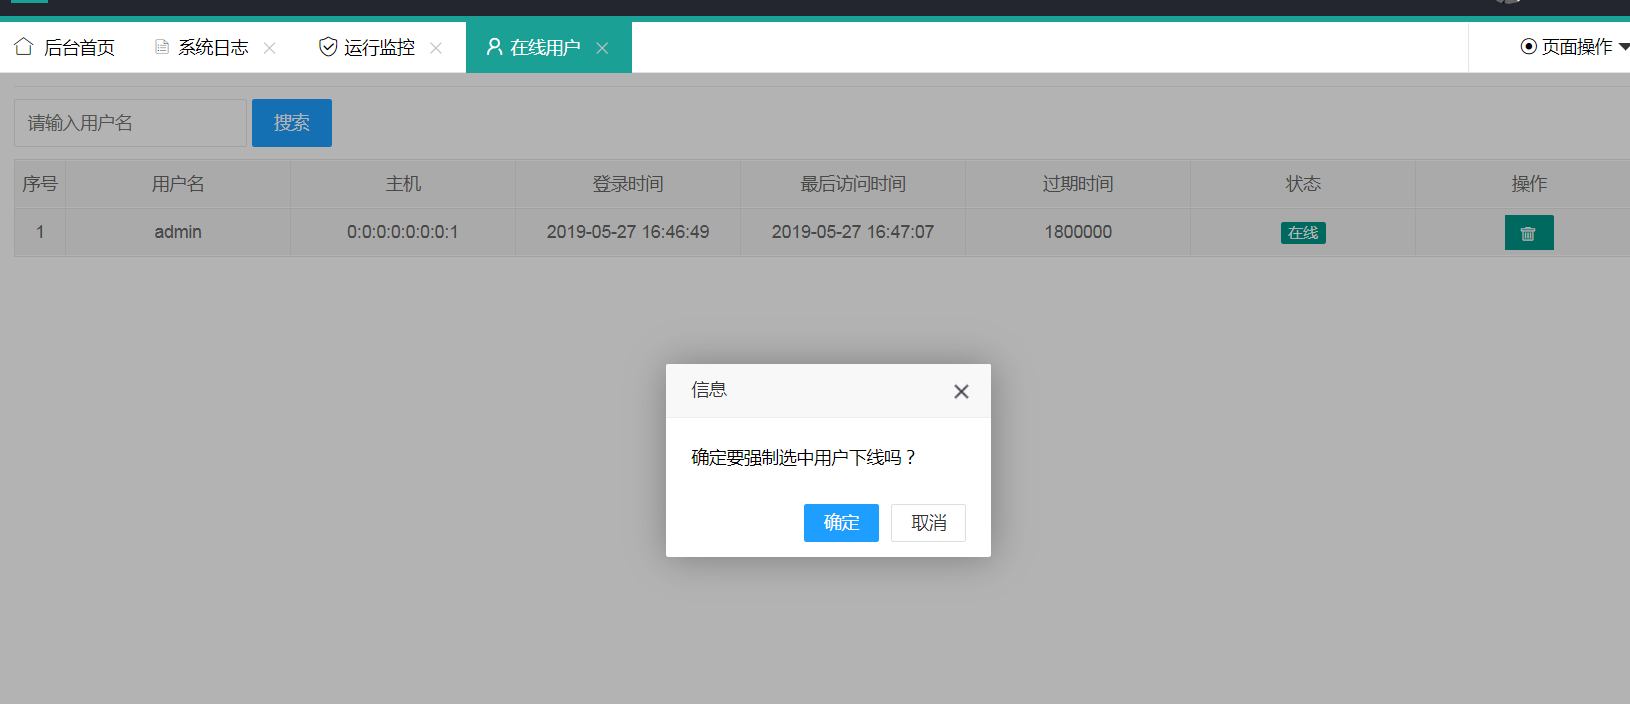 后台首页 系统日志 运行监控 在线用户 页面操作
请输入用户名 搜索
序号 用户名 主机 登录时间 最后访问时间 过期时间 状态 操作
1 admin 0:0:0:0:0:0:0:1 2019-05-27 16:46:49 2019-05-27 16:47:07 1800000 在线
信息
确定要强制选中用户下线吗？
确定 取消